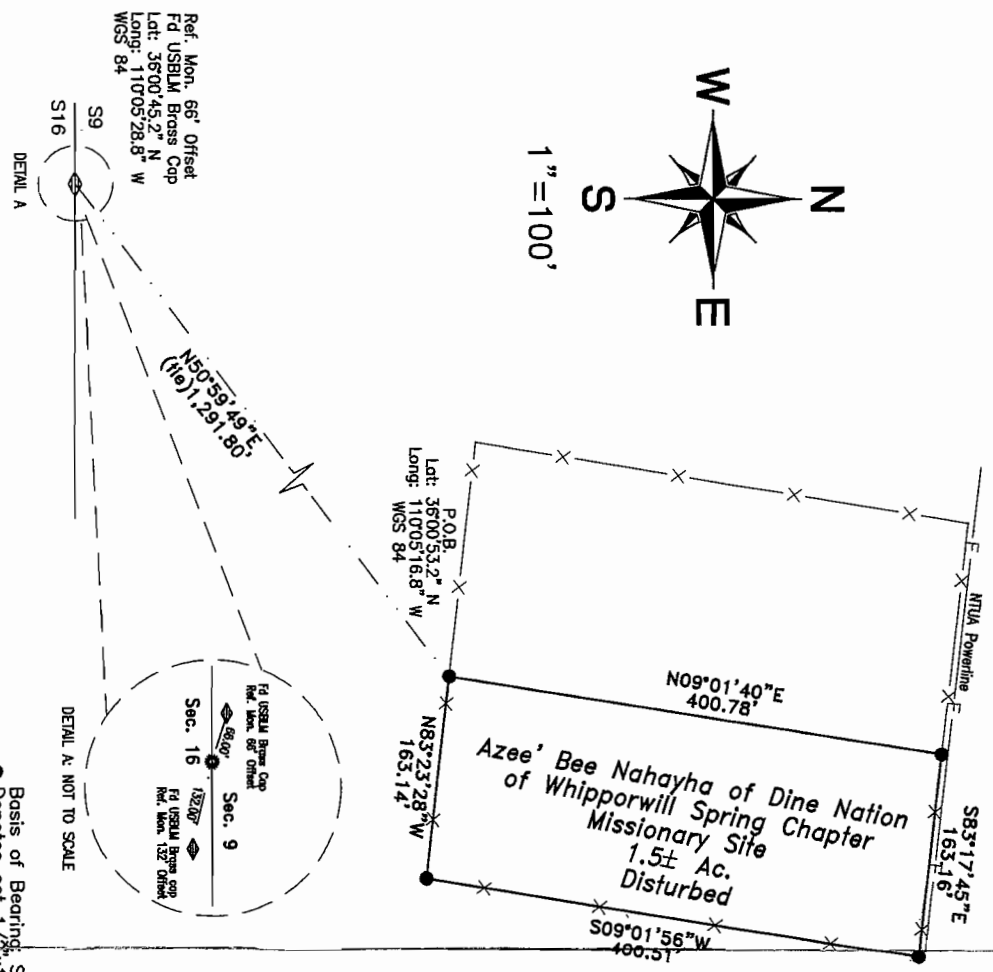 Ref. Mon. 66' Offset
Fd USBLM Brass Cap
Lat: 36°00'45.2" N
Long: 110°05'28.8" W
WGS 84
S9
S16
DETAIL A
W
N
S
E
1"=100'
N50°59'49"E
(tie)1,291.80'
P.O.B.
Lat: 36°00'53.2" N
Long: 110°05'16.8" W
WGS 84
NTUA Powerline
E
E
E
N09°01'40"E
400.78'
S83°17'45"E
163.16'
Azee' Bee Nahayha of Dine Nation
of Whipporwill Spring Chapter
Missionary Site
1.5± Ac.
Disturbed
N83°23'28"W
163.14'
S09°01'56"W
400.51'
Fd USBLM Brass Cap
Ref. Mon. 66' Offset
66.00'
Sec. 9
Sec. 16
132.00'
Fd USBLM Brass cap
Ref. Mon. 132' Offset
DETAIL A: NOT TO SCALE
Basis of Bearing: S
Denotes set 1/2"